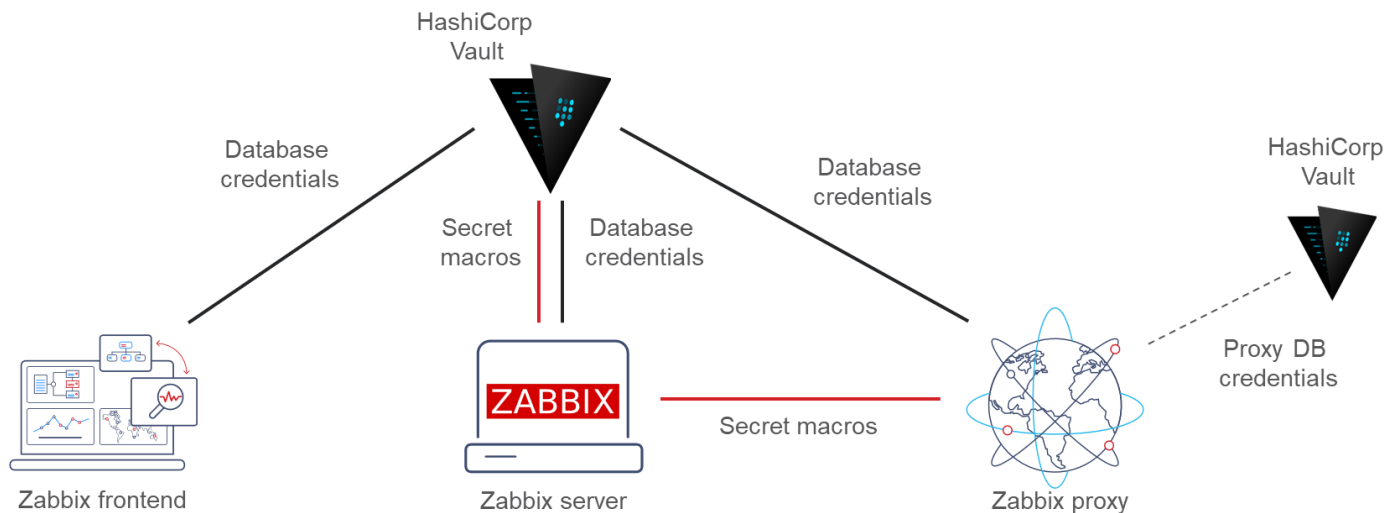 HashiCorp
Vault
Database
credentials
Database
credentials
HashiCorp
Vault
Secret
macros
Database
credentials
Proxy DB
credentials
ZABBIX
Secret macros
Zabbix frontend
Zabbix server
Zabbix proxy